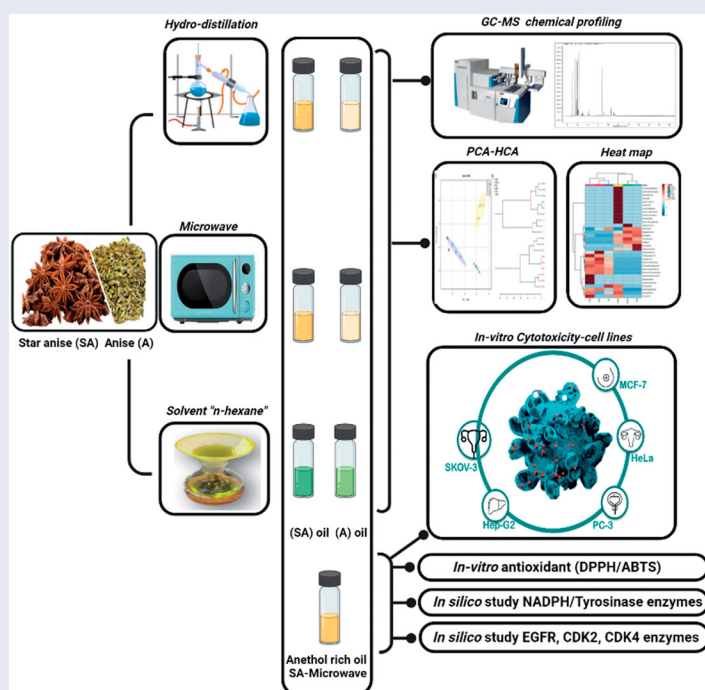 Hydro-distillation
GC-MS chemical profiling
PCA-HCA
Heat map
Microwave
Star anise (SA) Anise (A)
In-vitro Cytotoxicity-cell lines
MCF-7
HeLa
SKOV-3
PC-3
Hep-G2
Solvent "n-hexane"
(SA) oil (A) oil
In-vitro antioxidant (DPPH/ABTS)
In silico study NADPH/Tyrosinase enzymes
In silico study EGFR, CDK2, CDK4 enzymes
Anethol rich oil
SA-Microwave